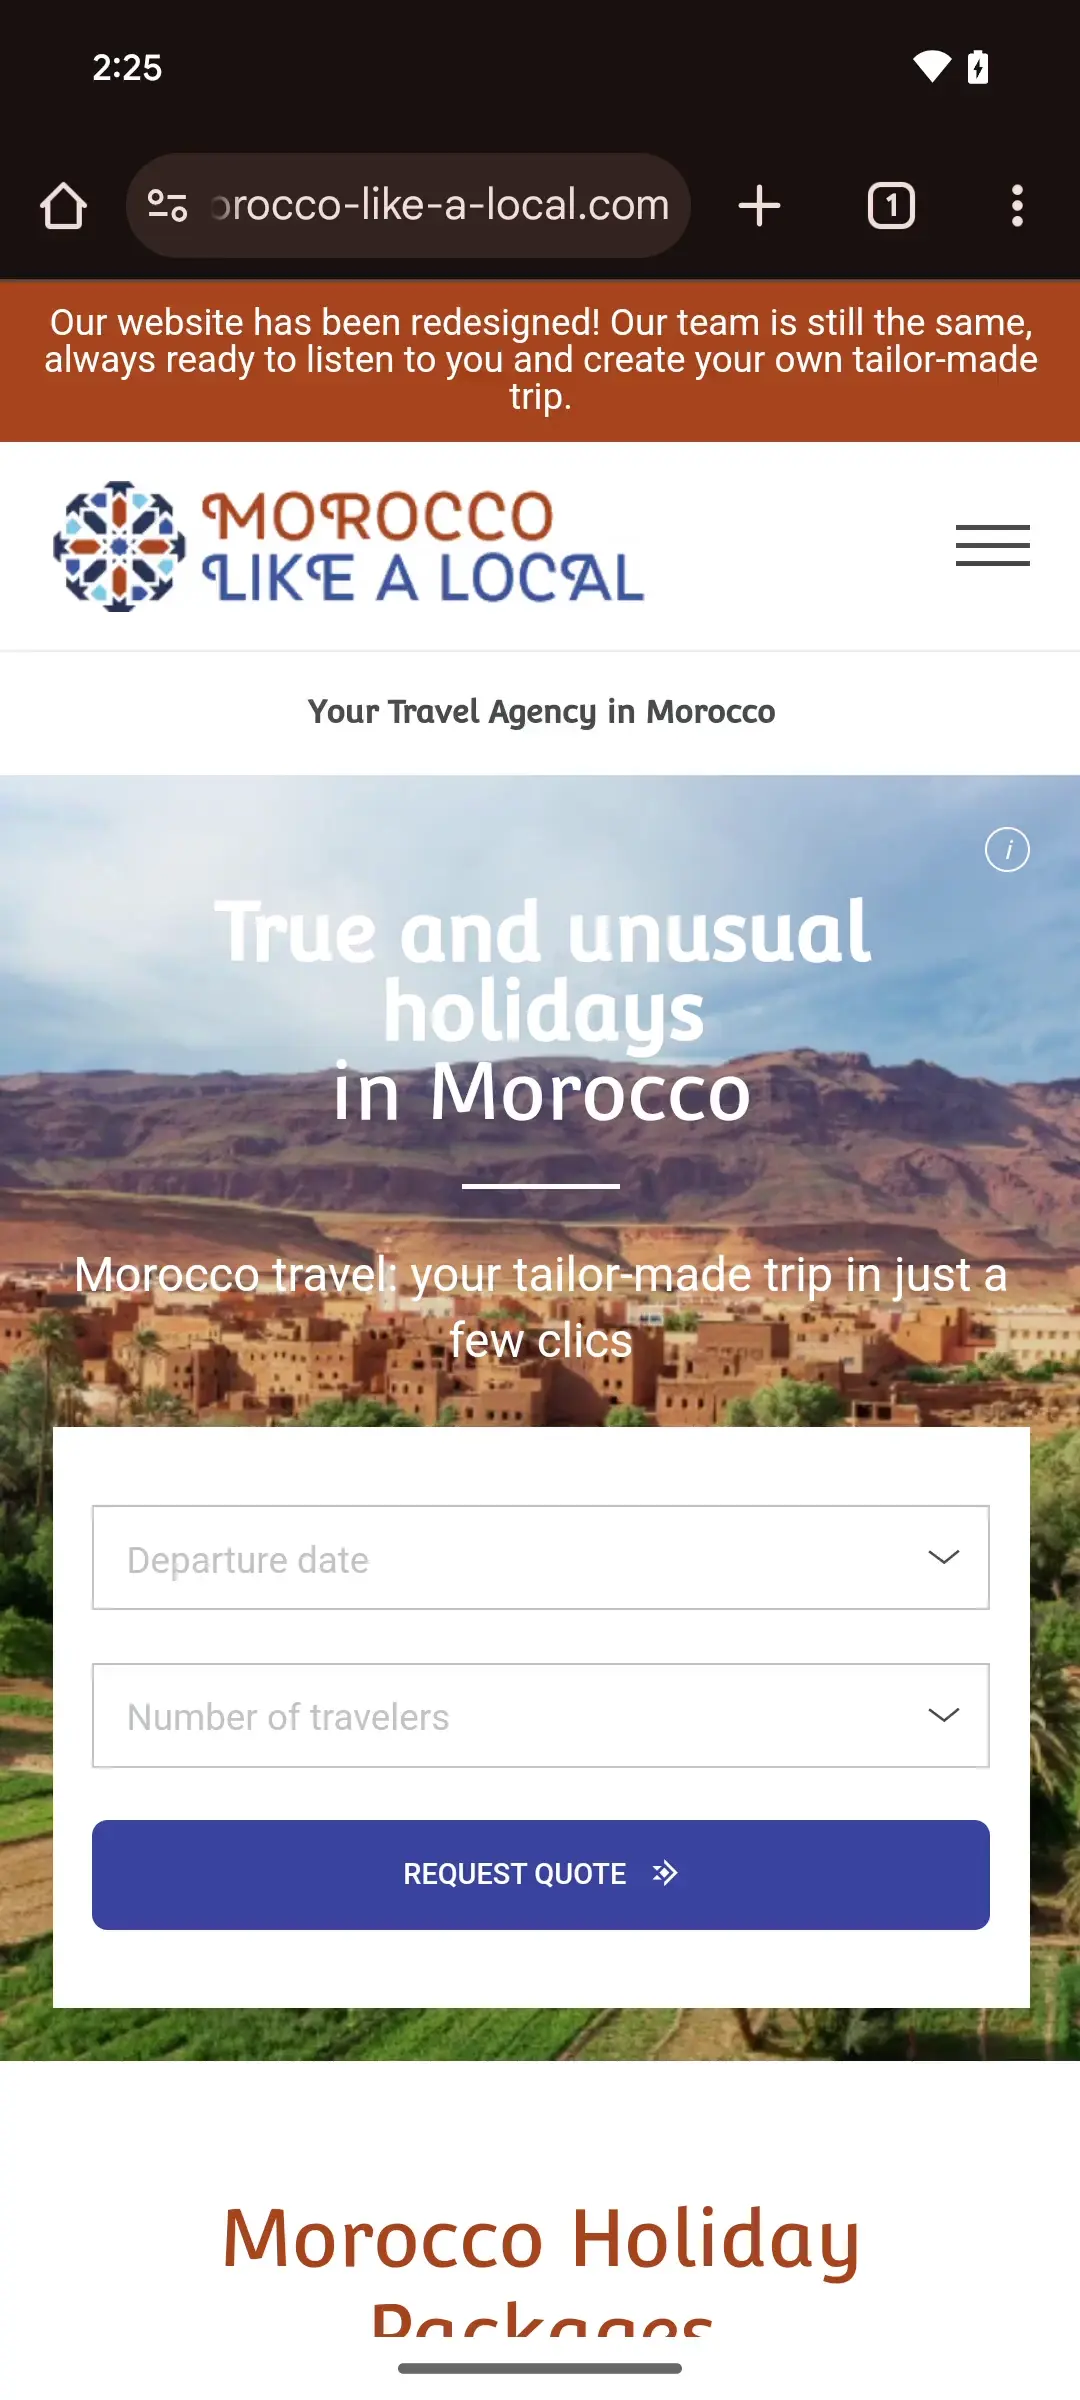 2:25
orocco-like-a-local.com
1
Our website has been redesigned! Our team is still the same,
always ready to listen to you and create your own tailor-made
trip.
MOROCCO
LIKE A LOCAL
Your Travel Agency in Morocco
i
True and unusual
holidays
in Morocco
Morocco travel: your tailor-made trip in just a
few clics
Departure date
Number of travelers
REQUEST QUOTE
Morocco Holiday
Packages